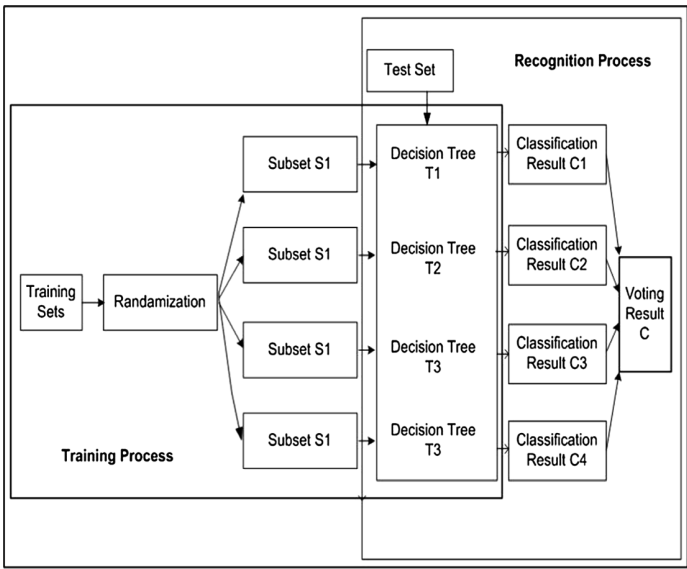 Recognition Process
Test Set
Subset S1
Decision Tree
T1
Classification
Result C1
Subset S1
Decision Tree
T2
Classification
Result C2
Training
Sets
Randamization
Voting
Result
C
Subset S1
Decision Tree
T3
Classification
Result C3
Subset S1
Decision Tree
T3
Classification
Result C4
Training Process